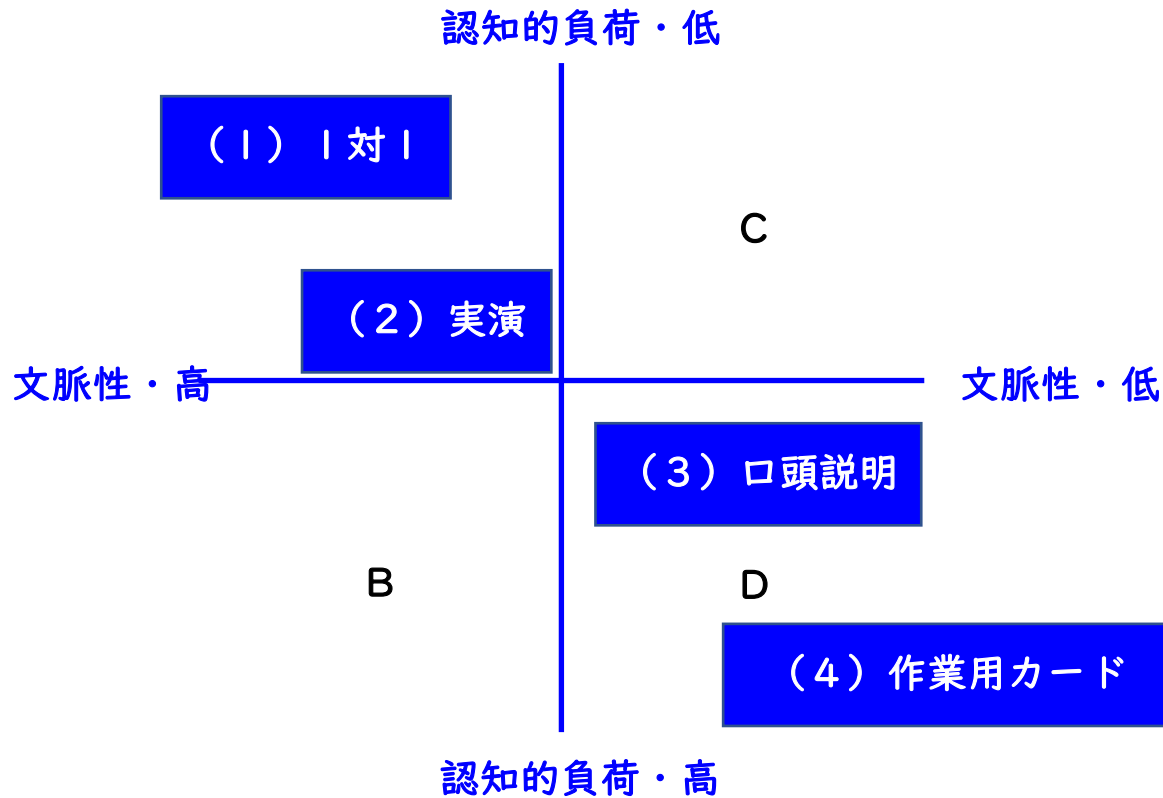 認知的負荷・低
（１）１対１
C
（２）実演
文脈性・高
文脈性・低
（３）口頭説明
B
D
（４）作業用カード
認知的負荷・高